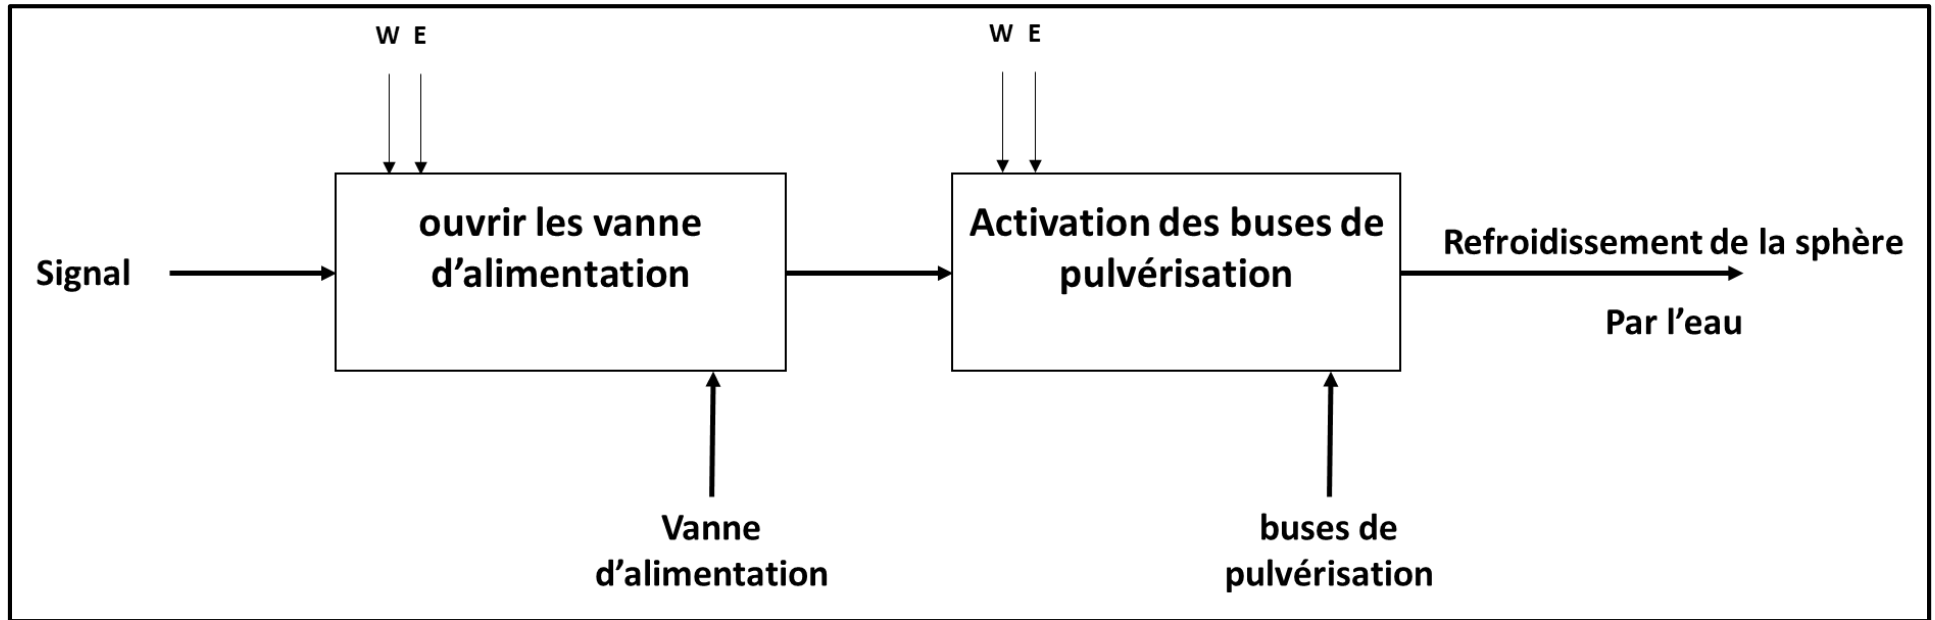 W E
W E
ouvrir les vanne
d’alimentation
Activation des buses de
pulvérisation
Signal
Refroidissement de la sphère
Par l’eau
Vanne
d’alimentation
buses de
pulvérisation